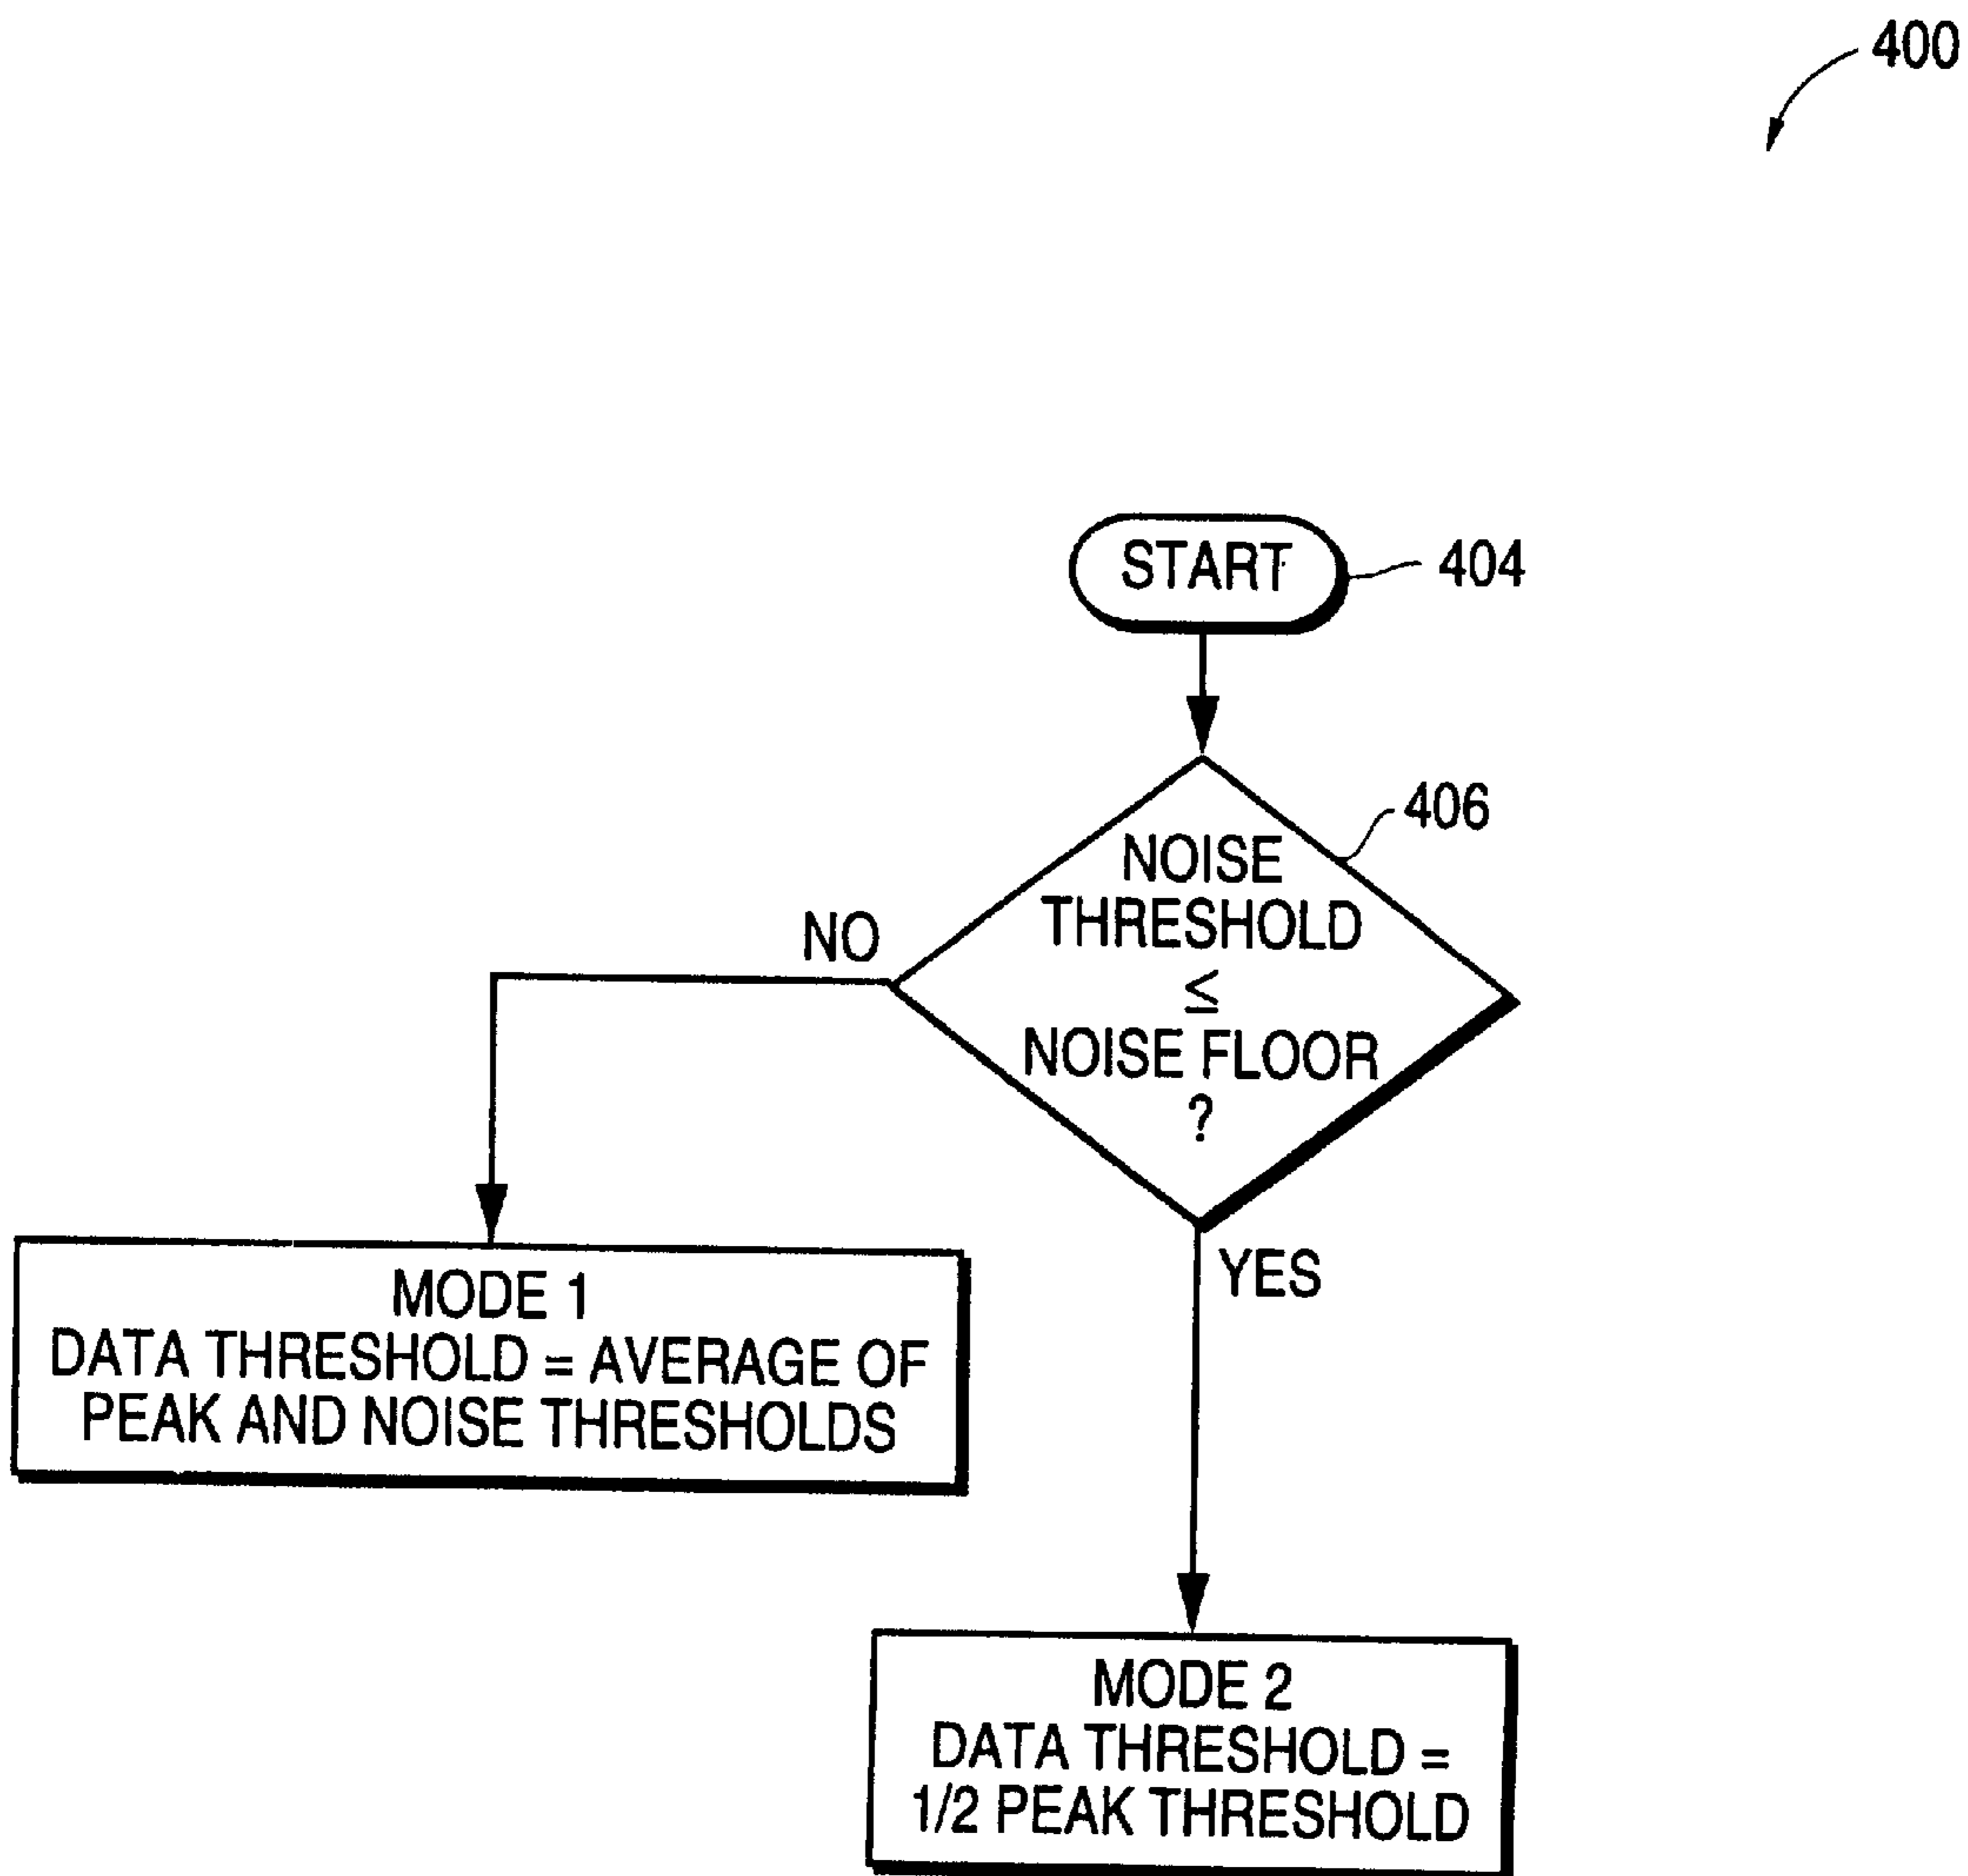 400
START
404
406
NOISE
THRESHOLD
≤
NOISE FLOOR
?
NO
YES
MODE 1
DATA THRESHOLD = AVERAGE OF
PEAK AND NOISE THRESHOLDS
MODE 2
DATA THRESHOLD =
1/2 PEAK THRESHOLD